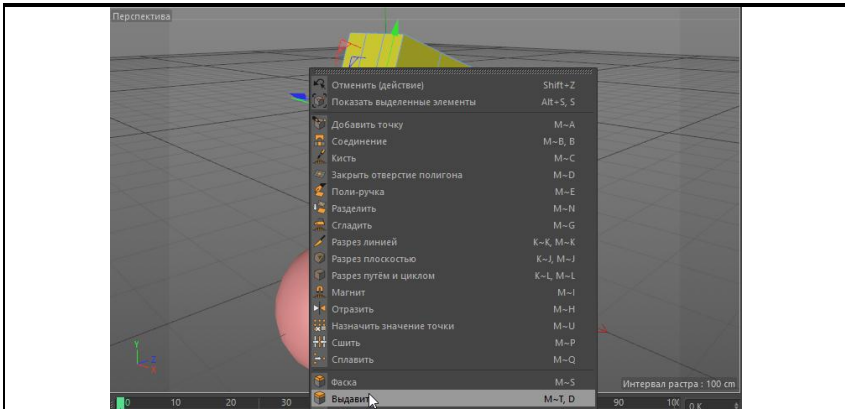 Перспектива
Отменить (действие) Shift+Z
Показать выделенные элементы Alt+S, S
Добавить точку M~A
Соединение M~B, B
Кисть M~C
Закрыть отверстие полигона M~D
Поли-ручка M~E
Разделить M~N
Сгладить M~G
Разрез линией K~K, M~K
Разрез плоскостью K~J, M~J
Разрез путём и циклом K~L, M~L
Магнит M~I
Отразить M~H
Назначить значение точки M~U
Сшить M~P
Сплавить M~Q
Фаска M~S
Выдавит M~T, D
Y
Z
X
Интервал растра : 100 cm
0 10 20 30 90 100 0 K